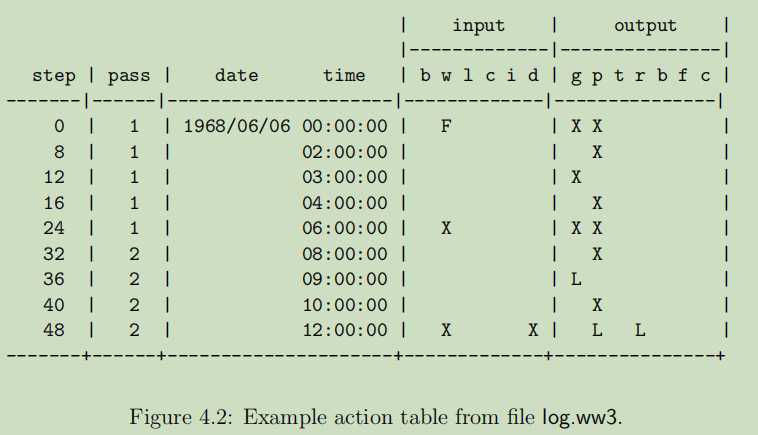 |    input    |     output    |
                                     |-------------|---------------|
  step | pass |    date      time    | b w l c i d | g p t r b f c |
-------|------|---------------------|-------------|---------------|
    0  |   1  | 1968/06/06 00:00:00 |   F         | X X           |
    8  |   1  |            02:00:00 |             |   X           |
   12  |   1  |            03:00:00 |             | X             |
   16  |   1  |            04:00:00 |             |   X           |
   24  |   1  |            06:00:00 |   X         | X X           |
   32  |   2  |            08:00:00 |             |   X           |
   36  |   2  |            09:00:00 |             | L             |
   40  |   2  |            10:00:00 |             |   X           |
   48  |   2  |            12:00:00 |   X       X |   L   L       |
-------+------+---------------------+-------------+---------------+
Figure 4.2: Example action table from file log.ww3.